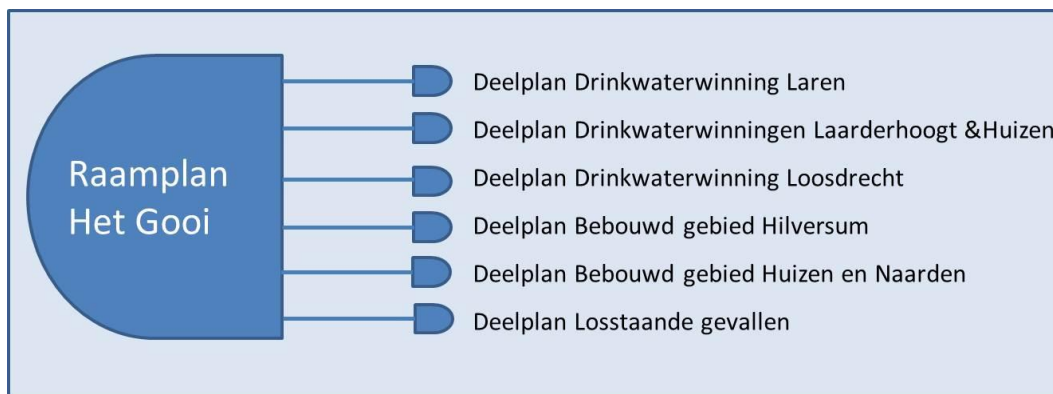 Raamplan
Het Gooi
Deelplan Drinkwaterwinning Laren
Deelplan Drinkwaterwinningen Laarderhoogt &Huizen
Deelplan Drinkwaterwinning Loosdrecht
Deelplan Bebouwd gebied Hilversum
Deelplan Bebouwd gebied Huizen en Naarden
Deelplan Losstaande gevallen